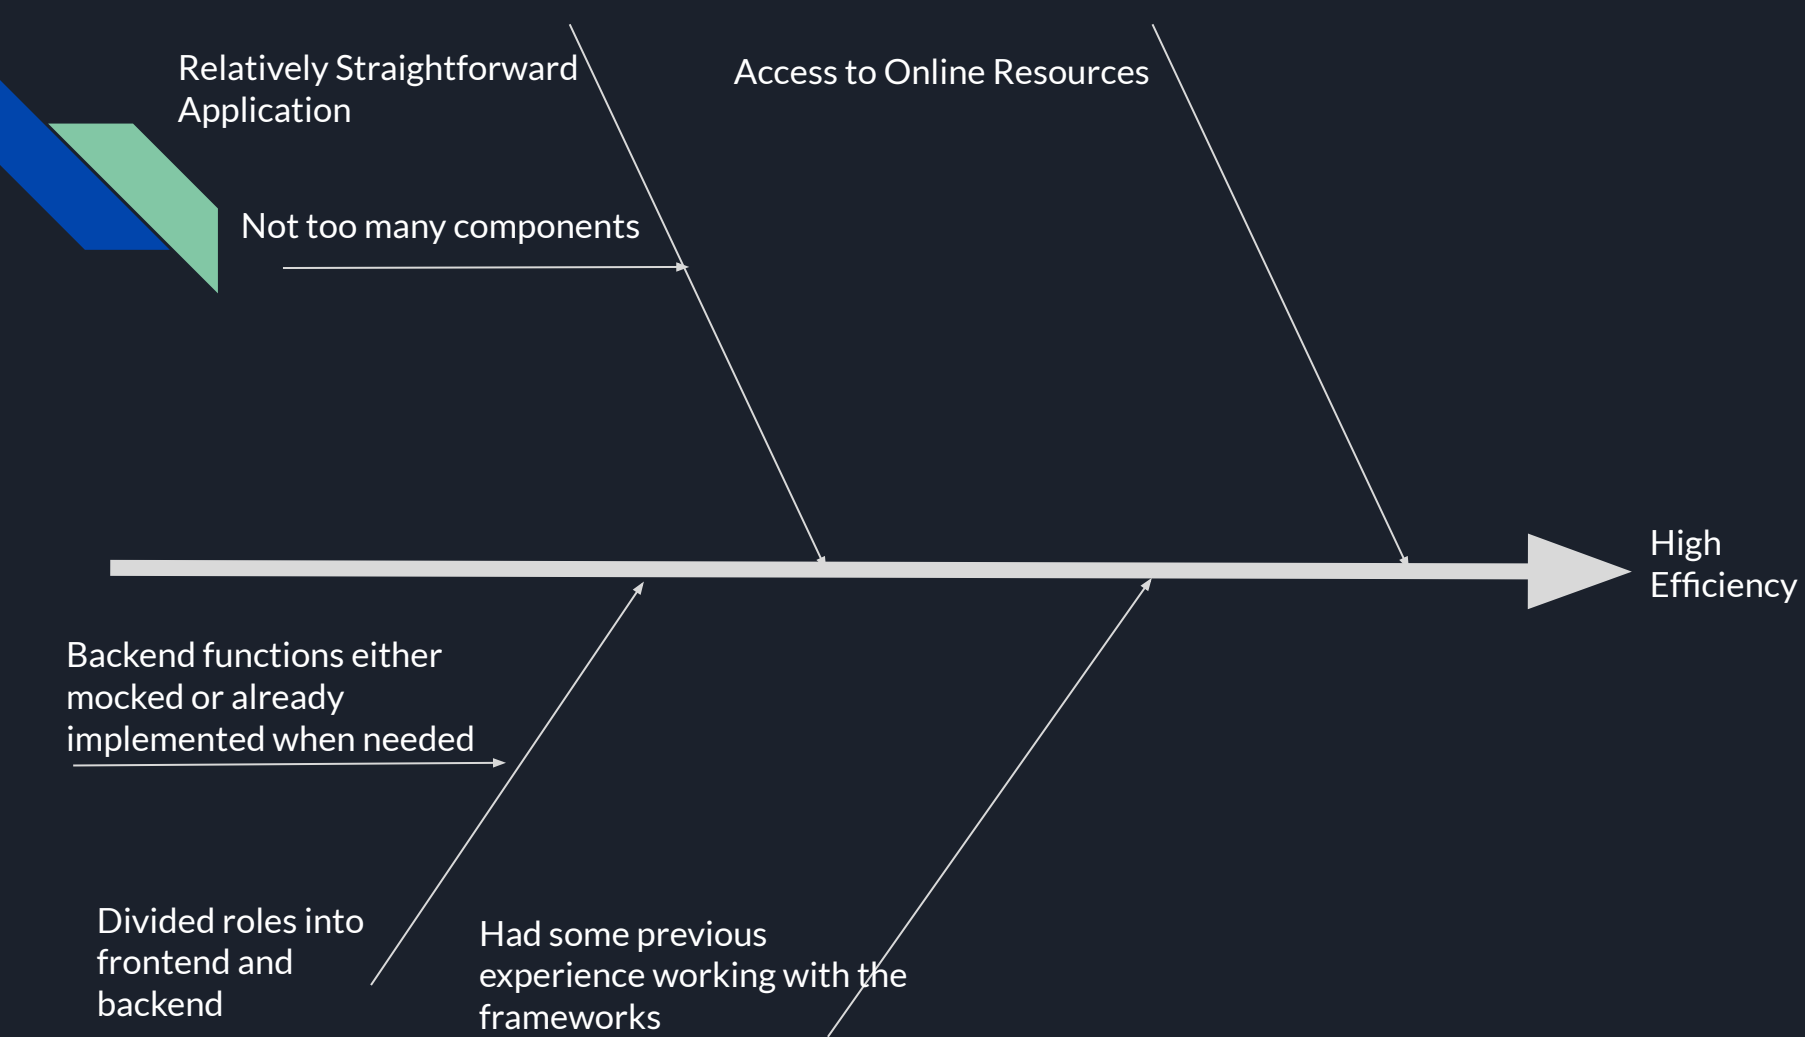 Relatively Straightforward
Application
Access to Online Resources
Not too many components
High
Efficiency
Backend functions either
mocked or already
implemented when needed
Divided roles into
frontend and
backend
Had some previous
experience working with the
frameworks